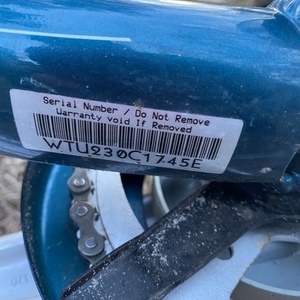 Serial Number / Do Not Remove
Warranty Void If Removed
WTU230C1745E